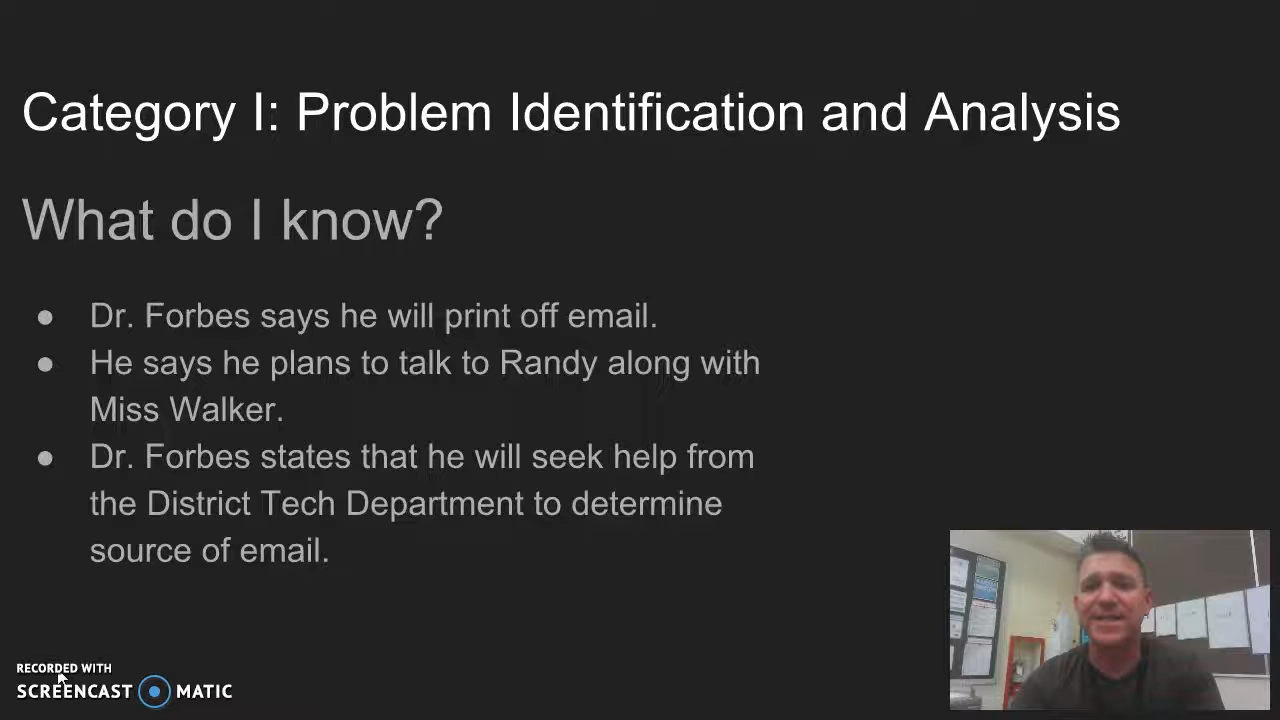 Category I: Problem Identification and Analysis
What do I know?
● Dr. Forbes says he will print off email.
● He says he plans to talk to Randy along with
Miss Walker.
● Dr. Forbes states that he will seek help from
the District Tech Department to determine
source of email.
RECORDED WITH
SCREENCAST MATIC